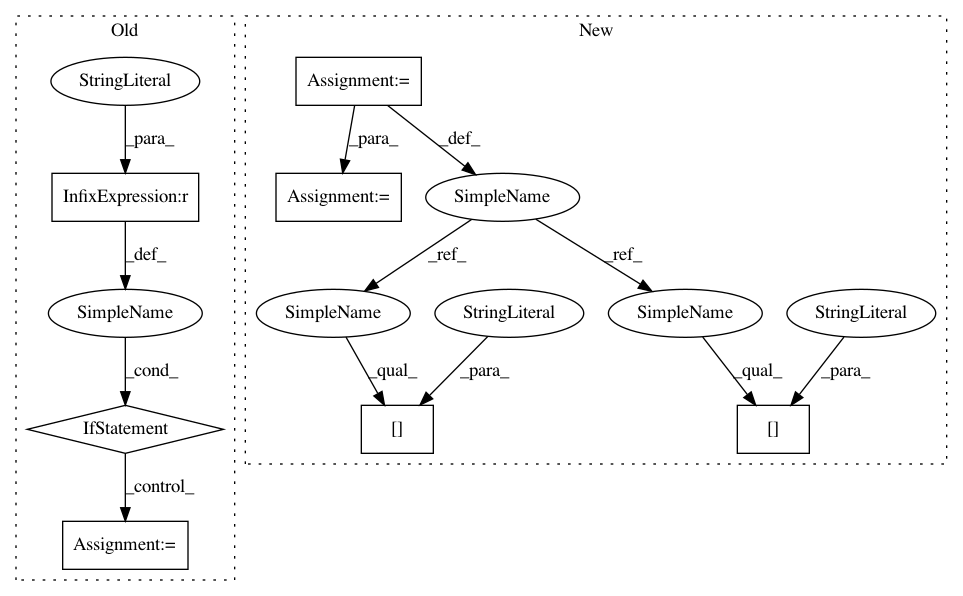 Old
New
StringLiteral
Assignment:=
_para_
_para_
_def_
InfixExpression:r
Assignment:=
SimpleName
_def_
_ref_
_ref_
SimpleName
SimpleName
StringLiteral
SimpleName
StringLiteral
_cond_
_qual_
_para_
_qual_
_para_
IfStatement
[]
[]
_control_
Assignment:=